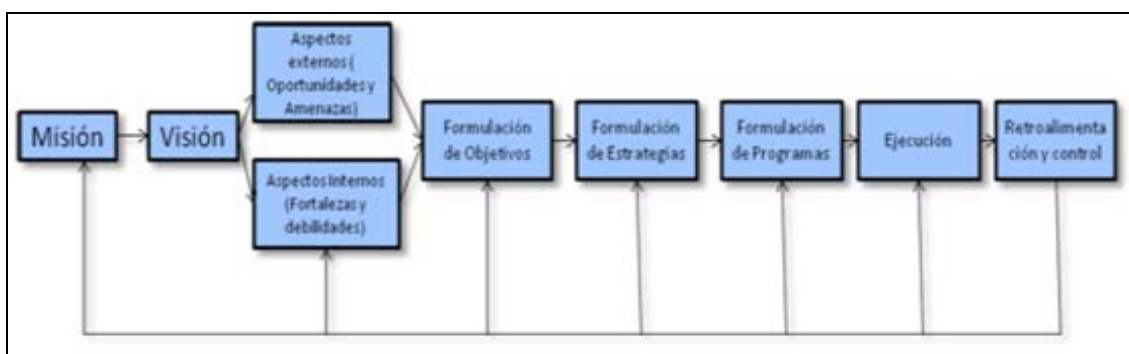 Misión
Visión
Aspectos
externos (
Oportunidades y
Amenazas)
Aspectos Internos
(Fortalezas y
debilidades)
Formulación
de Objetivos
Formulación
de Estrategias
Formulación
de Programas
Ejecución
Retroalimenta
ción y control